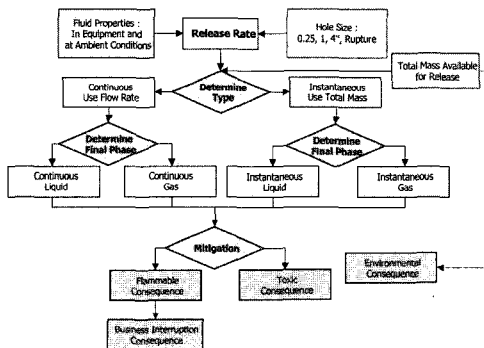 Fluid Properties :
In Equipment and
at Ambient Conditions
Release Rate
Hole Size :
0.25, 1, 4", Rupture
Total Mass Available
for Release
Continuous
Use Flow Rate
Determine
Type
Instantaneous
Use Total Mass
Determine
Final Phase
Determine
Final Phase
Continuous
Liquid
Continuous
Gas
Instantaneous
Liquid
Instantaneous
Gas
Mitigation
Flammable
Consequence
Toxic
Consequence
Environmental
Consequence
Business Interruption
Consequence